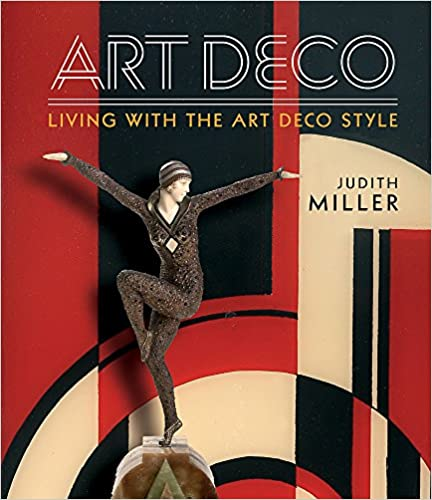 ART DECO
LIVING WITH THE ART DECO STYLE
JUDITH
MILLER